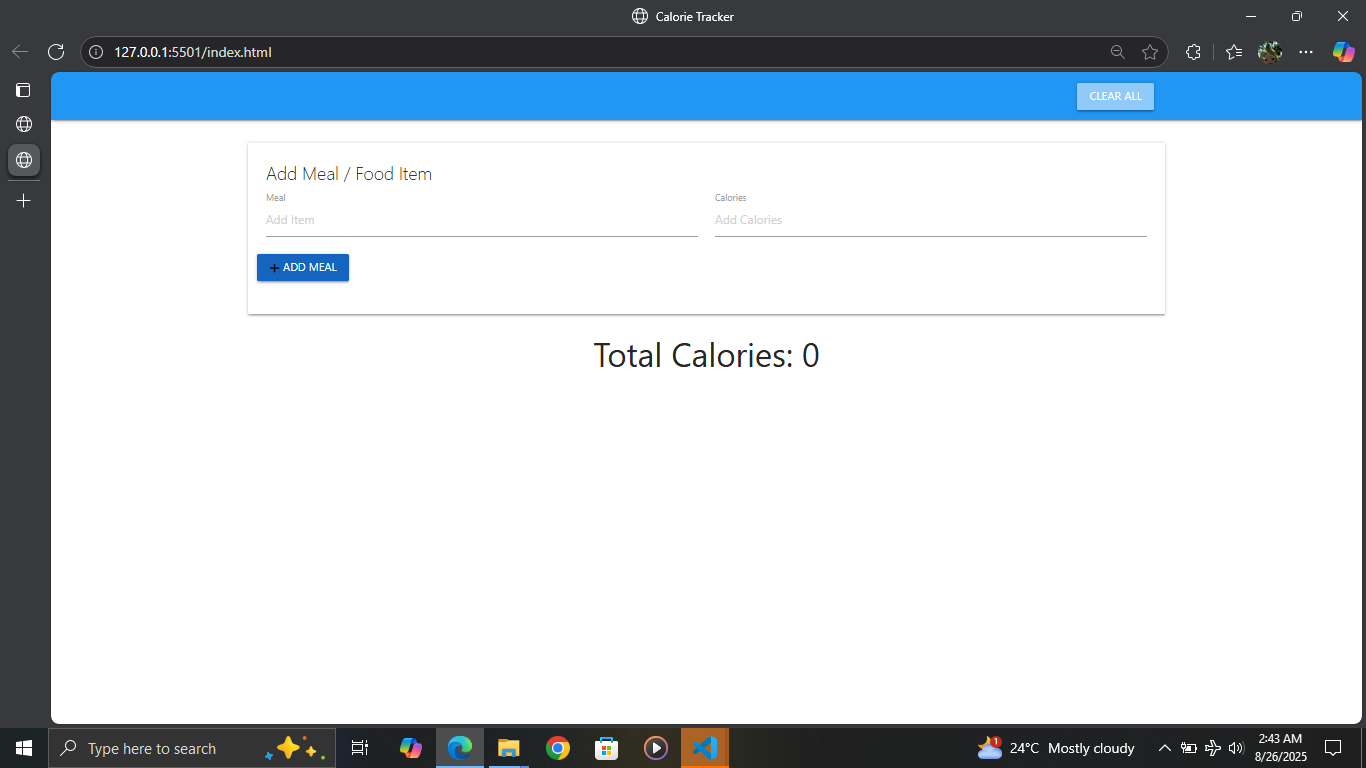 Calorie Tracker
127.0.0.1:5501/index.html
CLEAR ALL
Add Meal / Food Item
Meal
Calories
Add Item
Add Calories
+ ADD MEAL
Total Calories: 0
Type here to search
1
24°C Mostly cloudy
2:43 AM
8/26/2025